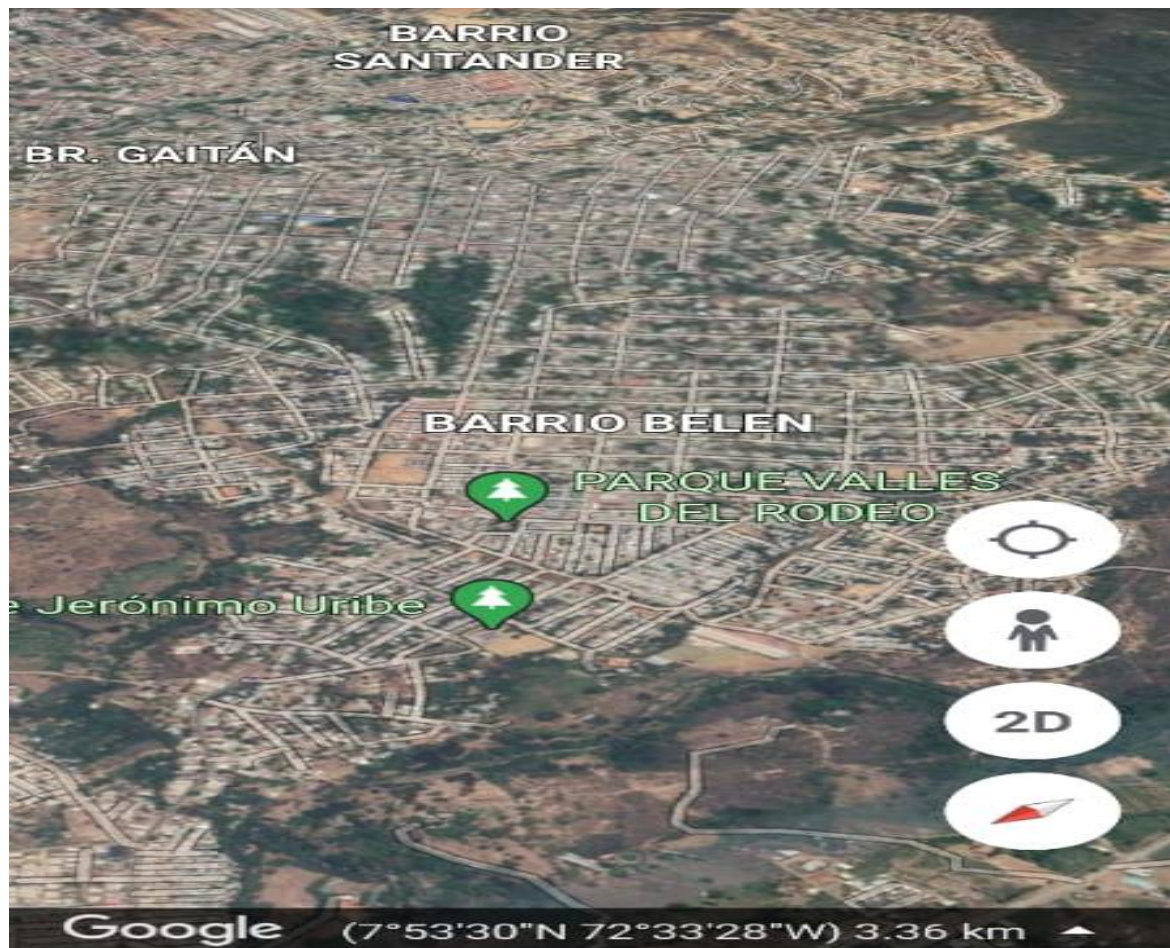 BARRIO
SANTANDER
BR. GAITÁN
BARRIO BELEN
PARQUE VALLES
DEL RODEO
e Jerónimo Uribe
2D
Google (7°53'30"N 72°33'28"W) 3.36 km